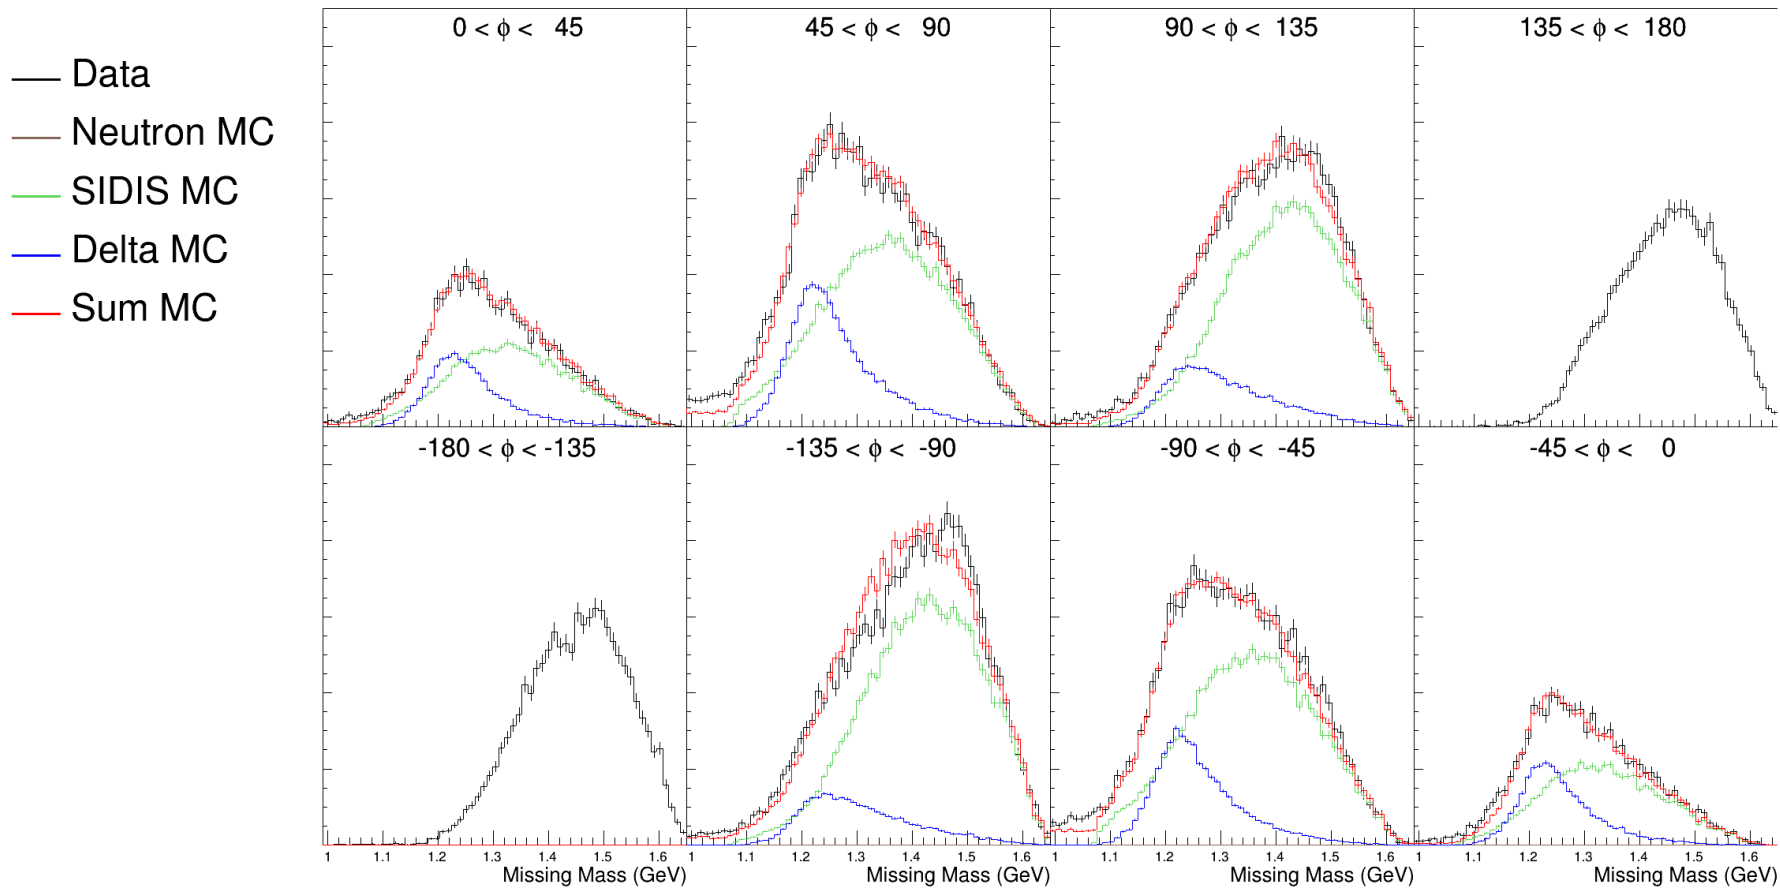 Data
Neutron MC
SIDIS MC
Delta MC
Sum MC
0 < ϕ < 45
45 < ϕ < 90
90 < ϕ < 135
135 < ϕ < 180
-180 < ϕ < -135
-135 < ϕ < -90
-90 < ϕ < -45
-45 < ϕ < 0
1 1.1 1.2 1.3 1.4 1.5 1.6
1 1.1 1.2 1.3 1.4 1.5 1.6
1 1.1 1.2 1.3 1.4 1.5 1.6
1 1.1 1.2 1.3 1.4 1.5 1.6
Missing Mass (GeV)
Missing Mass (GeV)
Missing Mass (GeV)
Missing Mass (GeV)